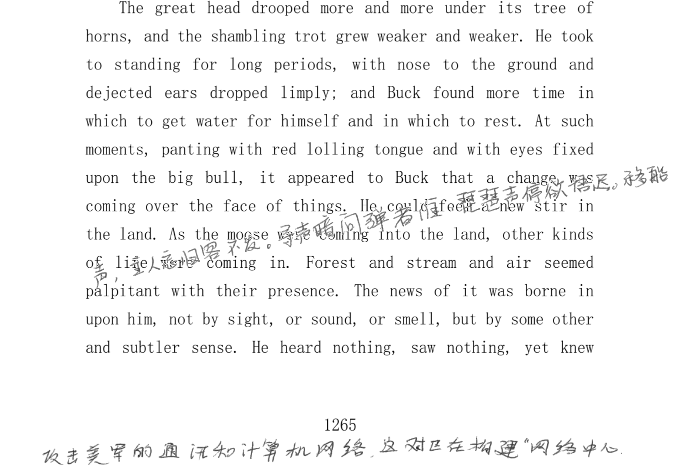 The great head drooped more and more under its tree of
horns, and the shambling trot grew weaker and weaker. He took
to standing for long periods, with nose to the ground and
dejected ears dropped limply; and Buck found more time in
which to get water for himself and in which to rest. At such
moments, panting with red lolling tongue and with eyes fixed
upon the big bull, it appeared to Buck that a change was
coming over the face of things. He could feel a new stir in
the land. As the moose were coming into the land, other kinds
of life were coming in. Forest and stream and air seemed
palpitant with their presence. The news of it was borne in
upon him, not by sight, or sound, or smell, but by some other
and subtler sense. He heard nothing, saw nothing, yet knew
声,主人忘归客不发。寻声暗问弹者谁 琵琶声停欲语迟。移船
1265
攻击美军的通讯和计算机网络,这对正在构建“网络中心